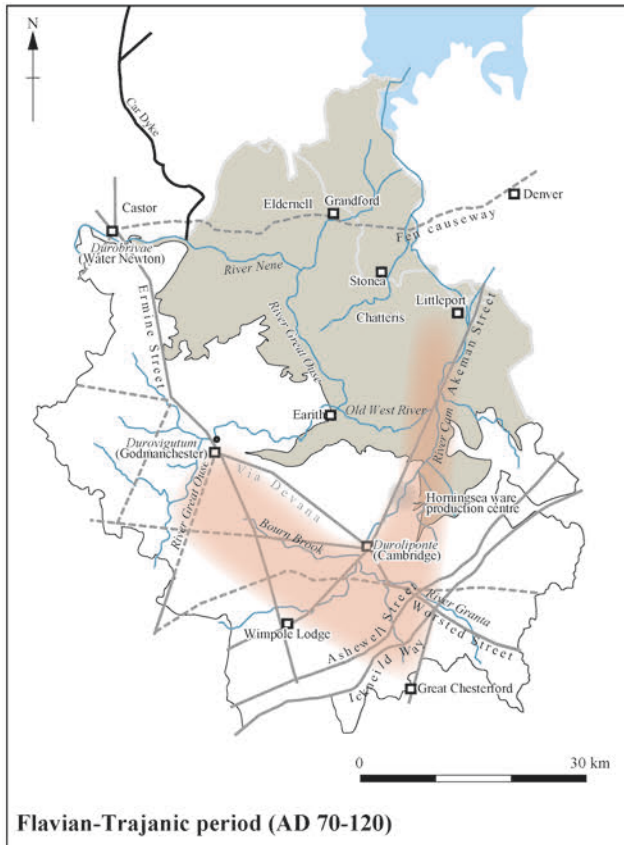 N
Car Dyke
Castor
Eldernell
Grandford
Denver
Durobrivae
(Water Newton)
Fen causeway
River Nene
Stonea
Littleport
Ermine Street
Chatteris
River Great Ouse
Akeman Street
Earith
Old West River
River Cam
Durovigutum
(Godmanchester)
Via Devana
Horningsea ware
production centre
River Great Ouse
Bourn Brook
Duroliponte
(Cambridge)
River Granta
Wimpole Lodge
Ashewell Street
Worsted Street
Ickneild Way
Great Chesterford
0
30 km
Flavian-Trajanic period (AD 70-120)